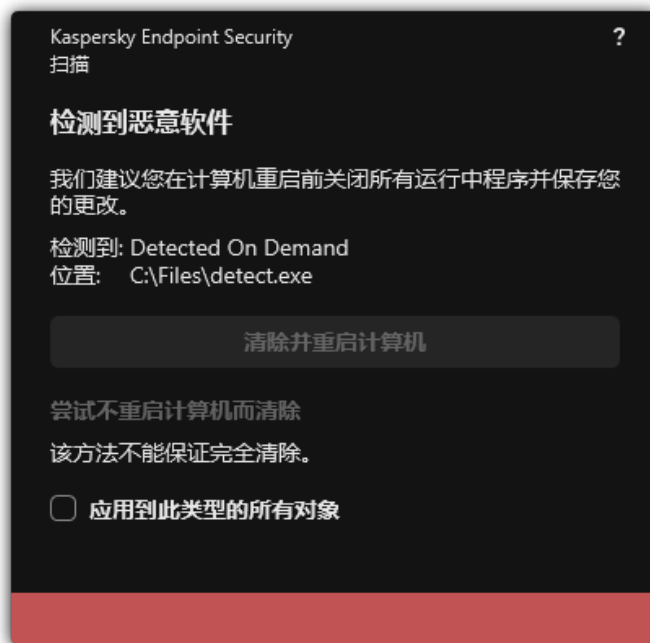 Kaspersky Endpoint Security
?
扫描
检测到恶意软件
我们建议您在计算机重启前关闭所有运行中程序并保存您
的更改。
检测到: Detected On Demand
位置: C:\Files\detect.exe
清除并重启计算机
尝试不重启计算机而清除
该方法不能保证完全清除。
应用到此类型的所有对象